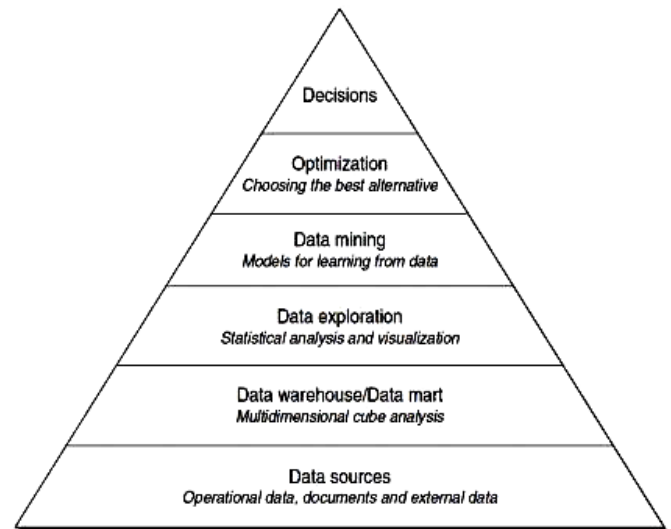 Decisions
Optimization
Choosing the best alternative
Data mining
Models for learning from data
Data exploration
Statistical analysis and visualization
Data warehouse/Data mart
Multidimensional cube analysis
Data sources
Operational data, documents and external data